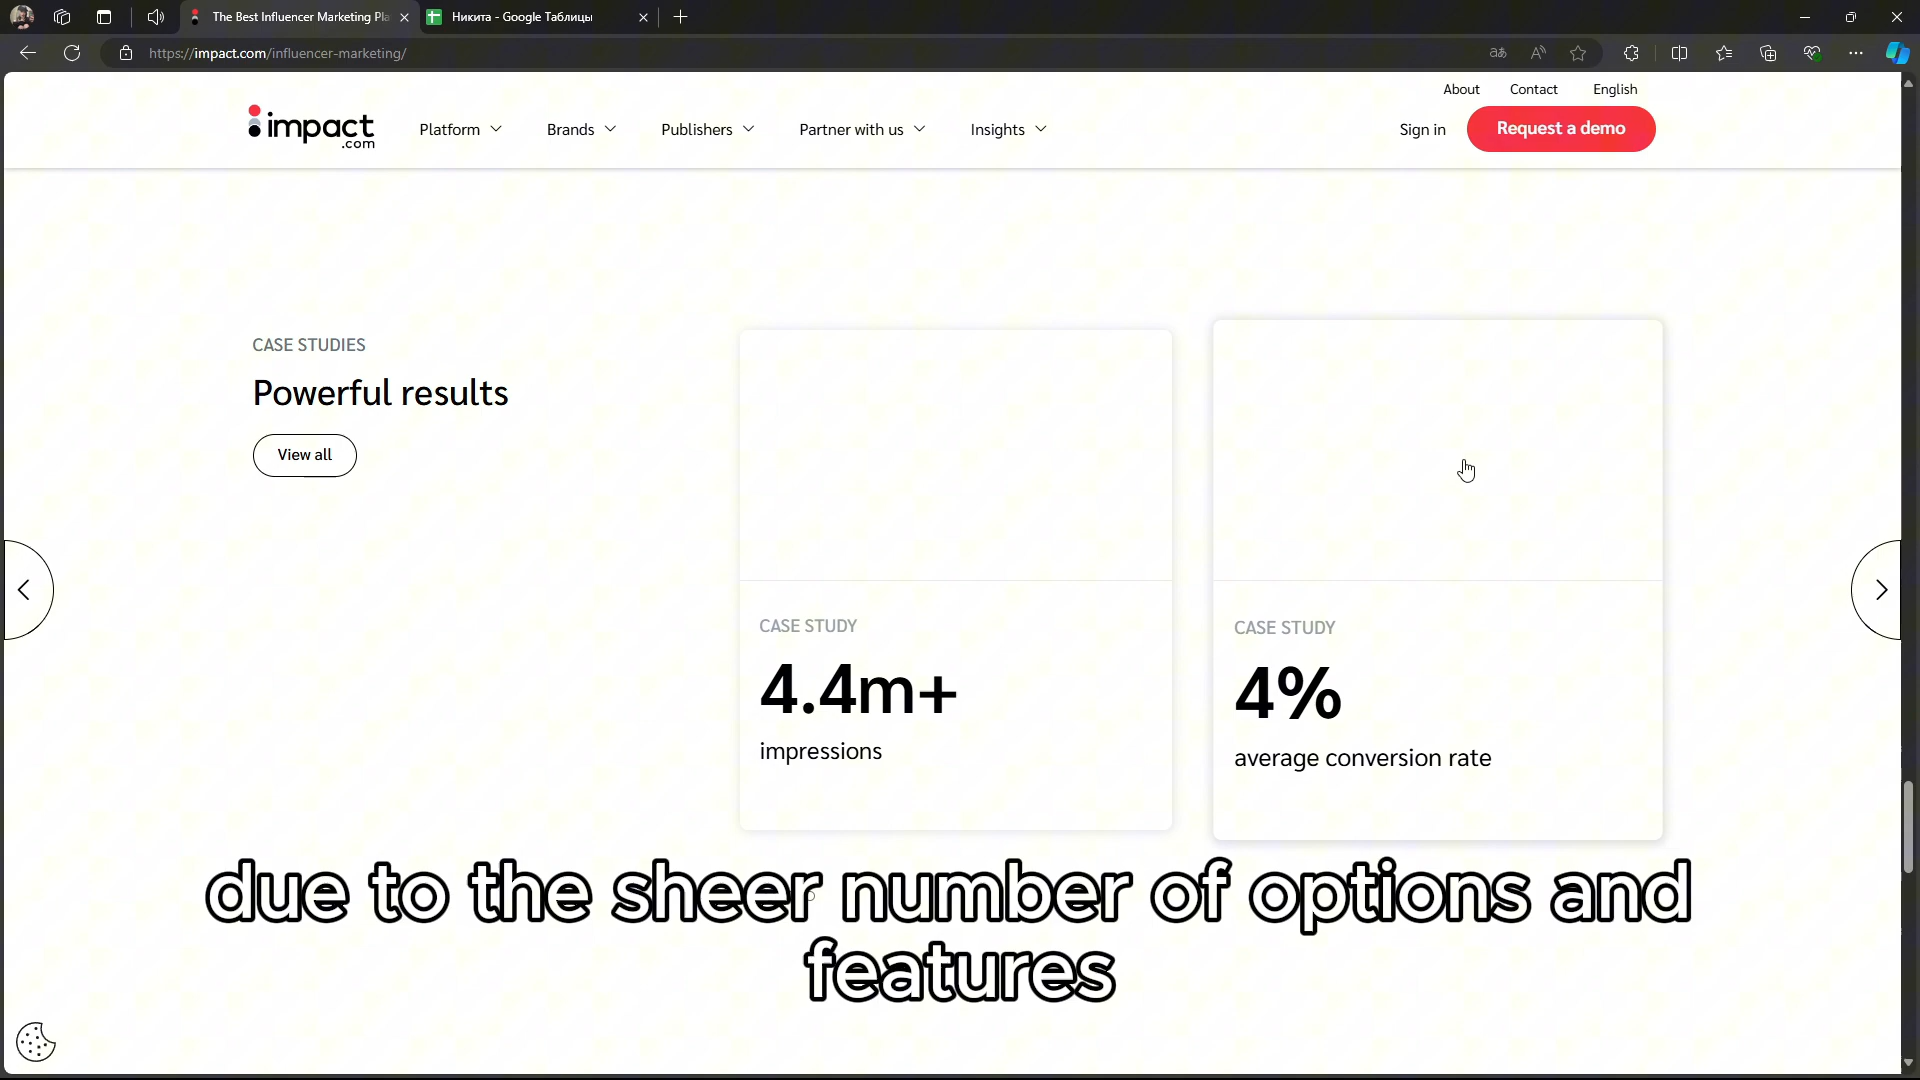 The Best Influencer Marketing Pla
Никита - Google Таблицы
https://impact.com/influencer-marketing/
About
Contact
English
impact
.com
Platform
Brands
Publishers
Partner with us
Insights
Sign in
Request a demo
CASE STUDIES
Powerful results
View all
CASE STUDY
4.4m+
impressions
CASE STUDY
4%
average conversion rate
due to the sheer number of options and
features